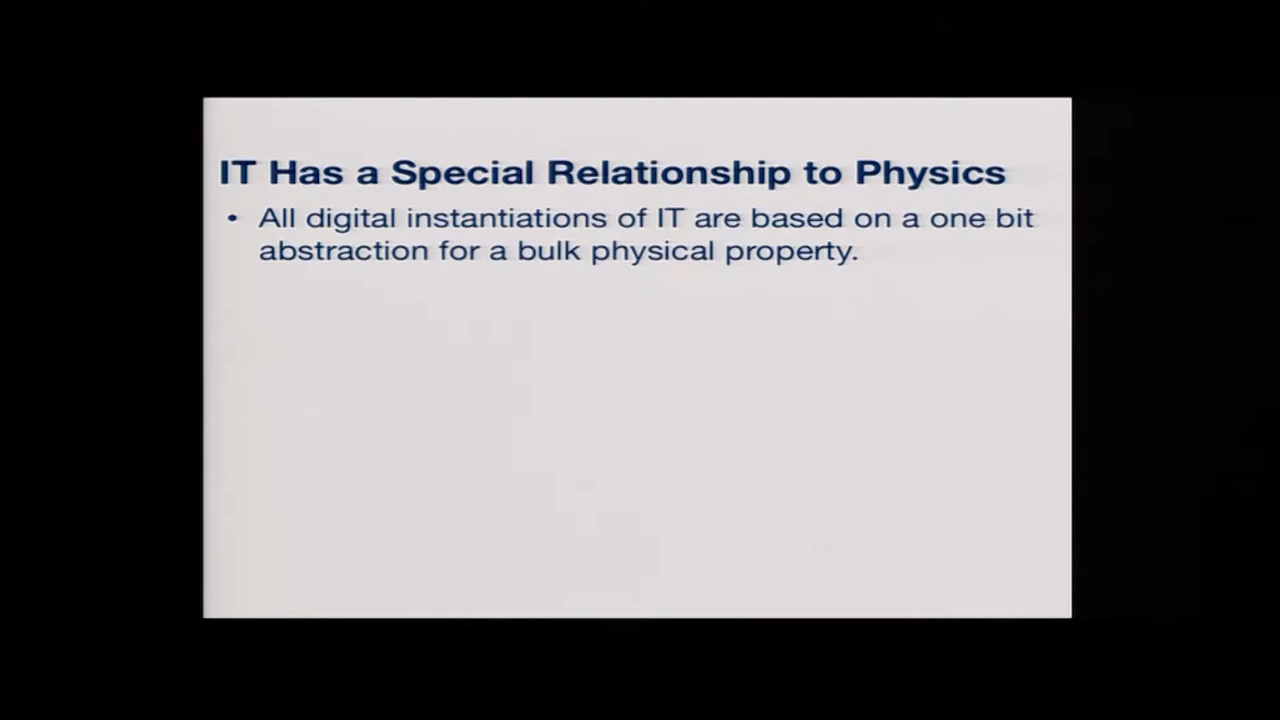 IT Has a Special Relationship to Physics
• All digital instantiations of IT are based on a one bit
abstraction for a bulk physical property.